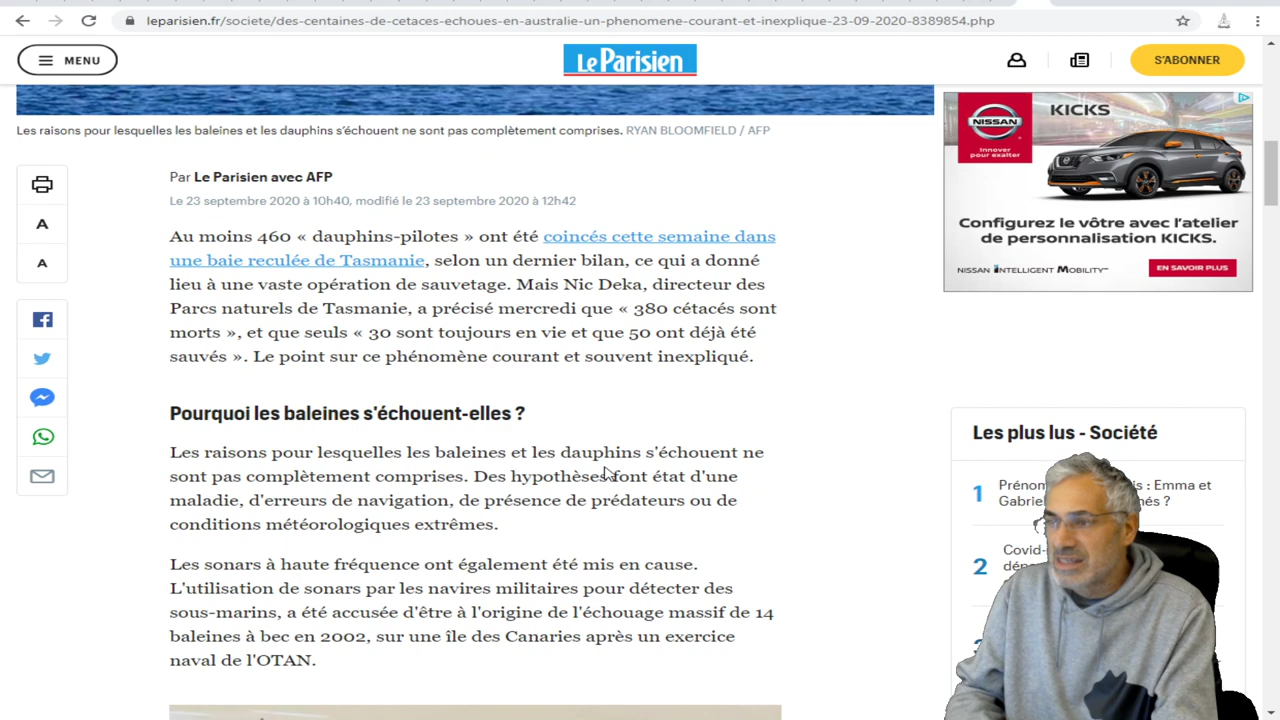 leparisien.fr/societe/des-centaines-de-cetaces-echoues-en-australie-un-phenomene-courant-et-inexplique-23-09-2020-8389854.php
MENU
Le Parisien
S'ABONNER
Les raisons pour lesquelles les baleines et les dauphins s'échouent ne sont pas complètement comprises. RYAN BLOOMFIELD / AFP
Par Le Parisien avec AFP
Le 23 septembre 2020 à 10h40, modifié le 23 septembre 2020 à 12h42
A
A
Au moins 460 « dauphins-pilotes » ont été coincés cette semaine dans
une baie reculée de Tasmanie, selon un dernier bilan, ce qui a donné
lieu à une vaste opération de sauvetage. Mais Nic Deka, directeur des
Parcs naturels de Tasmanie, a précisé mercredi que « 380 cétacés sont
morts », et que seuls « 30 sont toujours en vie et que 50 ont déjà été
sauvés ». Le point sur ce phénomène courant et souvent inexpliqué.
Pourquoi les baleines s'échouent-elles ?
Les raisons pour lesquelles les baleines et les dauphins s'échouent ne
sont pas complètement comprises. Des hypothèses font état d'une
maladie, d'erreurs de navigation, de présence de prédateurs ou de
conditions météorologiques extrêmes.
Les sonars à haute fréquence ont également été mis en cause.
L'utilisation de sonars par les navires militaires pour détecter des
sous-marins, a été accusée d'être à l'origine de l'échouage massif de 14
baleines à bec en 2002, sur une île des Canaries après un exercice
naval de l'OTAN.
NISSAN
Innover
pour exalter
KICKS
Configurez le vôtre avec l'atelier
de personnalisation KICKS.
NISSAN INTELLIGENT MOBILITY
EN SAVOIR PLUS
Les plus lus - Société
1
: Emma et
2